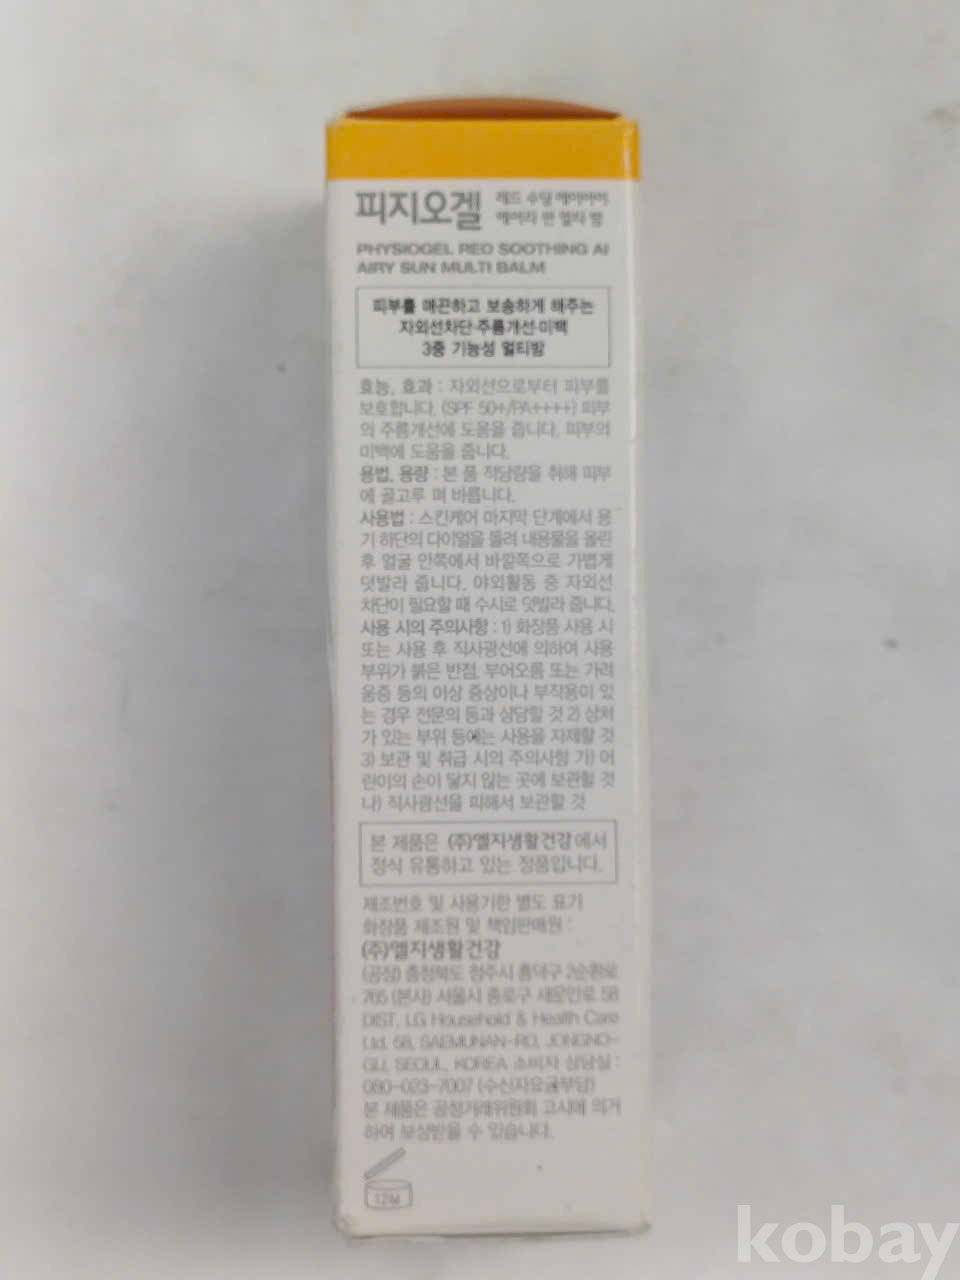 피지오겔 레드 수딩 에이아이
에어리 썬 멀티 밤
PHYSIOGEL RED SOOTHING AI
AIRY SUN MULTI BALM
피부를 매끈하고 보송하게 해주는
자외선차단·주름개선·미백
3중 기능성 멀티밤
효능, 효과 : 자외선으로부터 피부를
보호합니다. (SPF 50+/PA++++) 피부
의 주름개선에 도움을 줍니다. 피부의
미백에 도움을 줍니다.
용법, 용량 : 본 품 적당량을 취해 피부
에 골고루 펴 바릅니다.
사용법 : 스킨케어 마지막 단계에서 용
기 하단의 다이얼을 돌려 내용물을 올린
후 얼굴 안쪽에서 바깥쪽으로 가볍게
덧발라 줍니다. 야외활동 중 자외선
차단이 필요할 때 수시로 덧발라 줍니다.
사용 시의 주의사항 : 1) 화장품 사용 시
또는 사용 후 직사광선에 의하여 사용
부위가 붉은 반점, 부어오름 또는 가려
움증 등의 이상 증상이나 부작용이 있
는 경우 전문의 등과 상담할 것 2) 상처
가 있는 부위 등에는 사용을 자제할 것
3) 보관 및 취급 시의 주의사항 가) 어
린이의 손이 닿지 않는 곳에 보관할 것
나) 직사광선을 피해서 보관할 것
본 제품은 (주)엘지생활건강에서
정식 유통하고 있는 정품입니다.
제조번호 및 사용기한 별도 표기
화장품 제조원 및 책임판매원 :
(주)엘지생활건강
(공장) 충청북도 청주시 흥덕구 2순환로
765 (본사) 서울시 종로구 새문안로 58
DIST. LG Household & Health Care
Ltd. 58, SAEMUNAN-RO, JONGNO-
GU, SEOUL, KOREA 소비자 상담실 :
080-023-7007 (수신자요금부담)
본 제품은 공정거래위원회 고시에 의거
하여 보상받을 수 있습니다.
12M
kobay